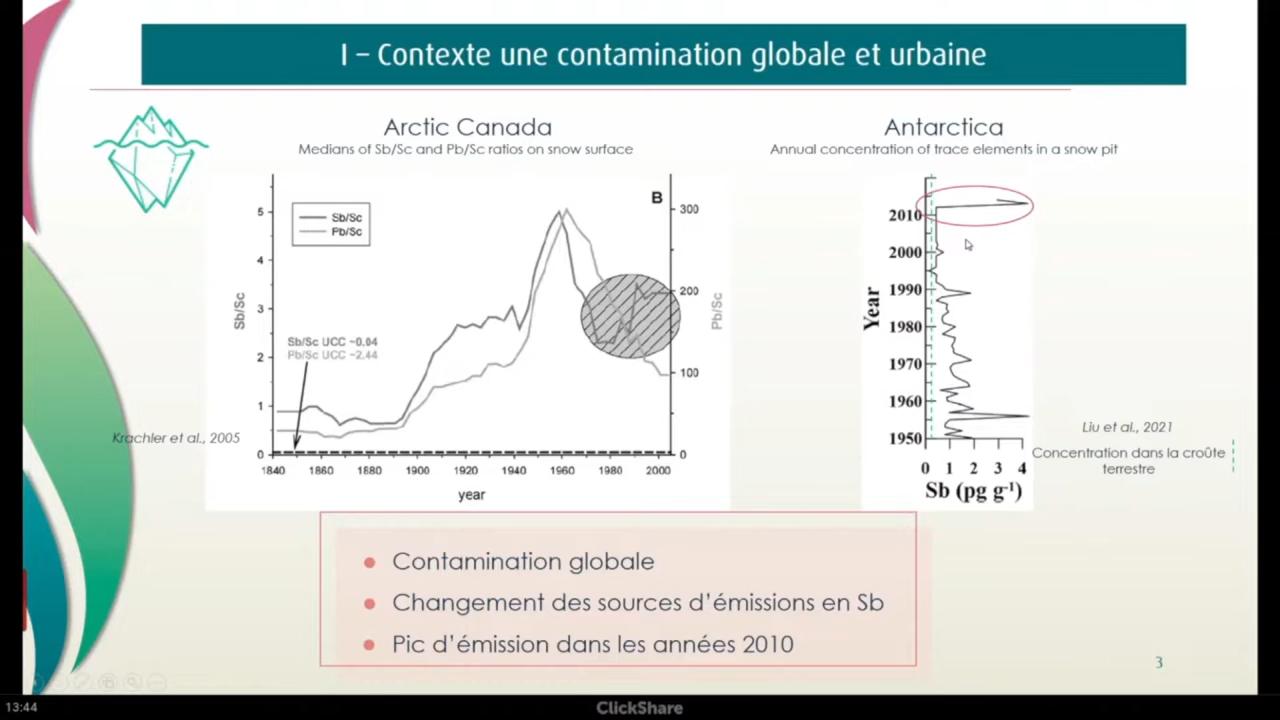 I – Contexte une contamination globale et urbaine
Arctic Canada
Medians of Sb/Sc and Pb/Sc ratios on snow surface
B
Sb/Sc
Pb/Sc
5
4
3
2
1
0
Sb/Sc
300
200
100
0
Pb/Sc
Sb/Sc UCC ~0.04
Pb/Sc UCC ~2.44
1840 1860 1880 1900 1920 1940 1960 1980 2000
year
Krachler et al., 2005
Antarctica
Annual concentration of trace elements in a snow pit
2010
2000
1990
1980
1970
1960
1950
Year
0 1 2 3 4
Sb (pg g-1)
Liu et al., 2021
Concentration dans la croûte
terrestre
● Contamination globale
● Changement des sources d’émissions en Sb
● Pic d’émission dans les années 2010
3
13:44
ClickShare